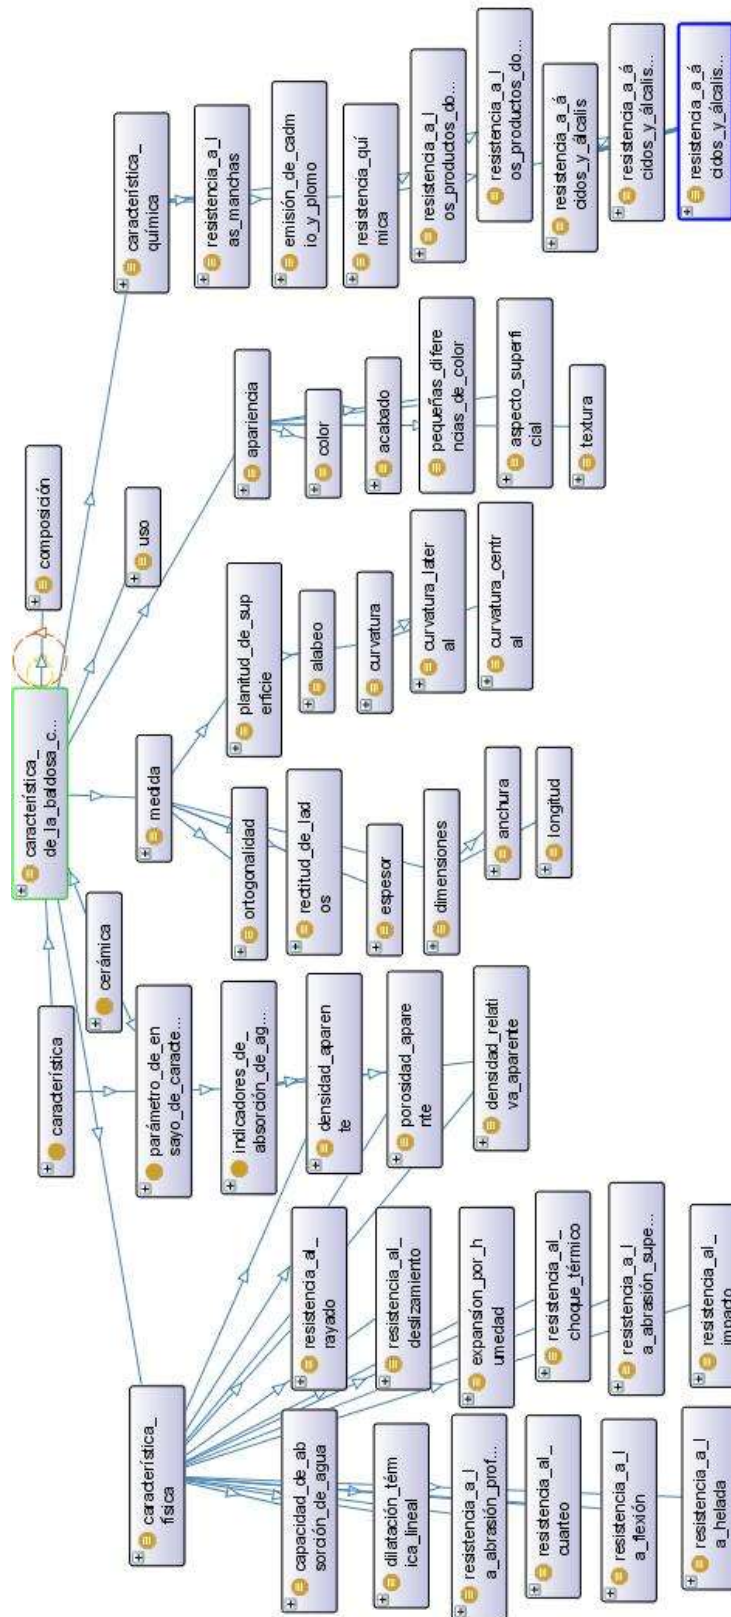 característica_
de_la_baldosa_c...
composición
uso
característica
cerámica
característica_
física
parámetro_de_en
sayo_de_caracte...
medida
apariencia
característica_
química
indicadores_de_
absorción_de_ag...
densidad_aparen
te
porosidad_apare
nte
densidad_relati
va_aparente
capacidad_de_ab
sorción_de_agua
dilatación_térm
ica_lineal
resistencia_a_l
a_abrasión_prof...
resistencia_al_
cuarteo
resistencia_a_l
a_flexión
resistencia_a_l
a_helada
resistencia_al_
rayado
resistencia_al_
deslizamiento
expansión_por_h
umedad
resistencia_al_
choque_térmico
resistencia_a_l
a_abrasión_supe...
resistencia_al_
impacto
ortogonalidad
rectitud_de_lad
os
espesor
dimensiones
anchura
longitud
planitud_de_sup
erficie
alabeo
curvatura
curvatura_later
al
curvatura_centr
al
color
acabado
pequeñas_difere
ncias_de_color
aspecto_superfi
cial
textura
resistencia_a_l
as_manchas
emisión_de_cadm
io_y_plomo
resistencia_quí
mica
resistencia_a_l
os_productos_do...
resistencia_a_l
os_productos_do...
resistencia_a_á
cidos_y_álcalis
resistencia_a_á
cidos_y_álcalis...
resistencia_a_á
cidos_y_álcalis...